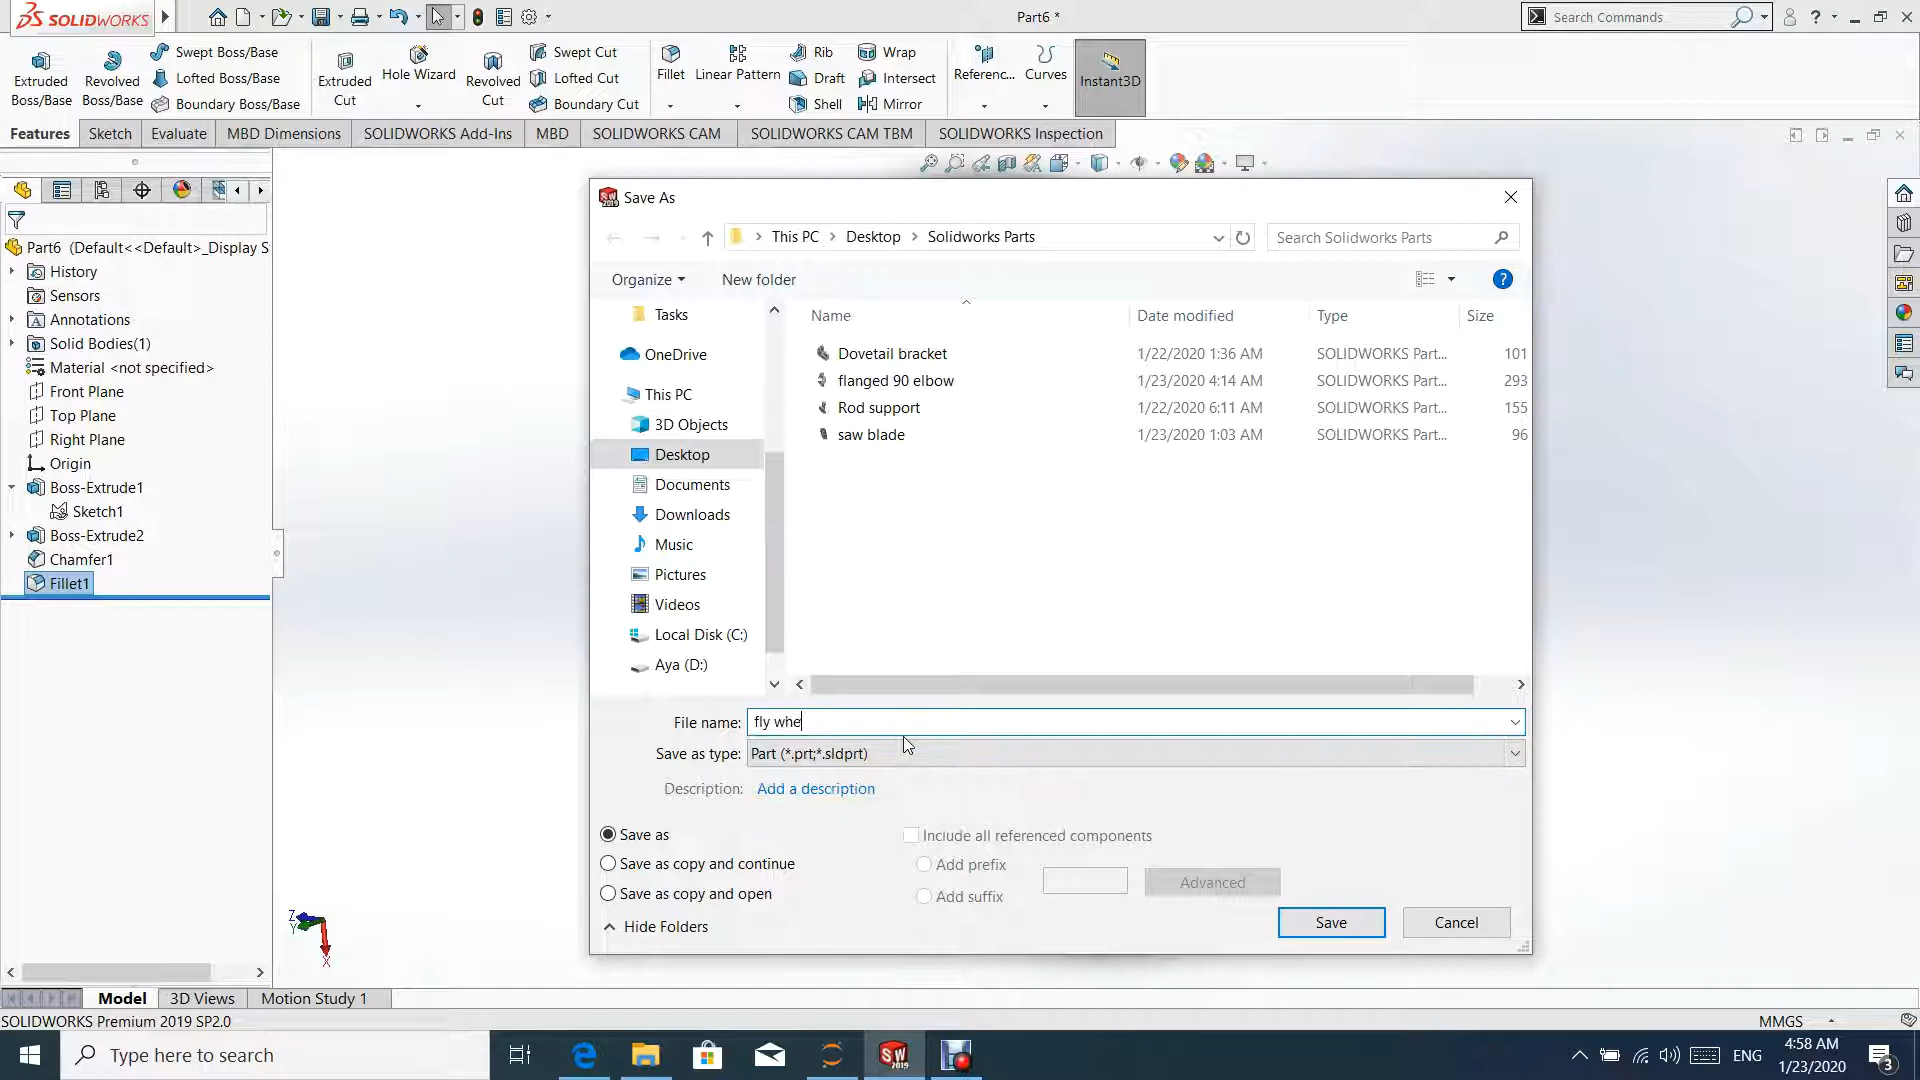 SOLIDWORKS
Part6 *
Search Commands
Extruded Boss/Base
Revolved Boss/Base
Swept Boss/Base
Lofted Boss/Base
Boundary Boss/Base
Extruded Cut
Hole Wizard
Revolved Cut
Swept Cut
Lofted Cut
Boundary Cut
Fillet
Linear Pattern
Rib
Draft
Shell
Wrap
Intersect
Mirror
Referenc...
Curves
Instant3D
Features
Sketch
Evaluate
MBD Dimensions
SOLIDWORKS Add-Ins
MBD
SOLIDWORKS CAM
SOLIDWORKS CAM TBM
SOLIDWORKS Inspection
Part6 (Default<<Default>_Display S
History
Sensors
Annotations
Solid Bodies(1)
Material <not specified>
Front Plane
Top Plane
Right Plane
Origin
Boss-Extrude1
Sketch1
Boss-Extrude2
Chamfer1
Fillet1
Save As
This PC > Desktop > Solidworks Parts
Search Solidworks Parts
Organize
New folder
Tasks
OneDrive
This PC
3D Objects
Desktop
Documents
Downloads
Music
Pictures
Videos
Local Disk (C:)
Aya (D:)
Name Date modified Type Size
Dovetail bracket 1/22/2020 1:36 AM SOLIDWORKS Part... 101
flanged 90 elbow 1/23/2020 4:14 AM SOLIDWORKS Part... 293
Rod support 1/22/2020 6:11 AM SOLIDWORKS Part... 155
saw blade 1/23/2020 1:03 AM SOLIDWORKS Part... 96
File name: fly whe
Save as type: Part (*.prt;*.sldprt)
Description: Add a description
Save as
Save as copy and continue
Save as copy and open
Include all referenced components
Add prefix
Add suffix
Advanced
Hide Folders
Save
Cancel
Z
Y
X
Model
3D Views
Motion Study 1
SOLIDWORKS Premium 2019 SP2.0
MMGS
Type here to search
SW 2019
ENG
4:58 AM
1/23/2020
3